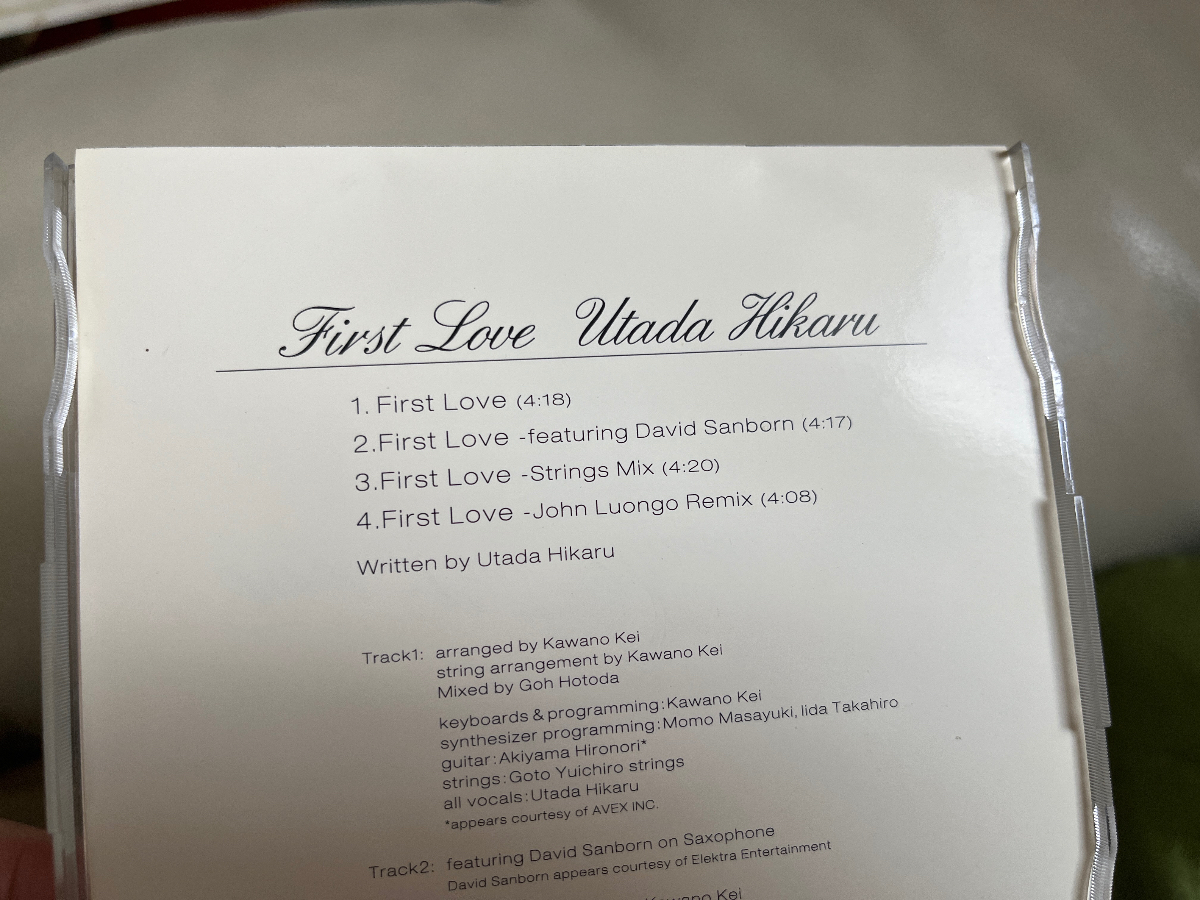 First Love Utada Hikaru
1. First Love (4:18)
2.First Love -featuring David Sanborn (4:17)
3.First Love -Strings Mix (4:20)
4.First Love -John Luongo Remix (4:08)
Written by Utada Hikaru
Track1: arranged by Kawano Kei
string arrangement by Kawano Kei
Mixed by Goh Hotoda
keyboards & programming:Kawano Kei
synthesizer programming:Momo Masayuki, Iida Takahiro
guitar:Akiyama Hironori*
strings:Goto Yuichiro strings
all vocals:Utada Hikaru
*appears courtesy of AVEX INC.
Track2: featuring David Sanborn on Saxophone
David Sanborn appears courtesy of Elektra Entertainment
Kawano Kei